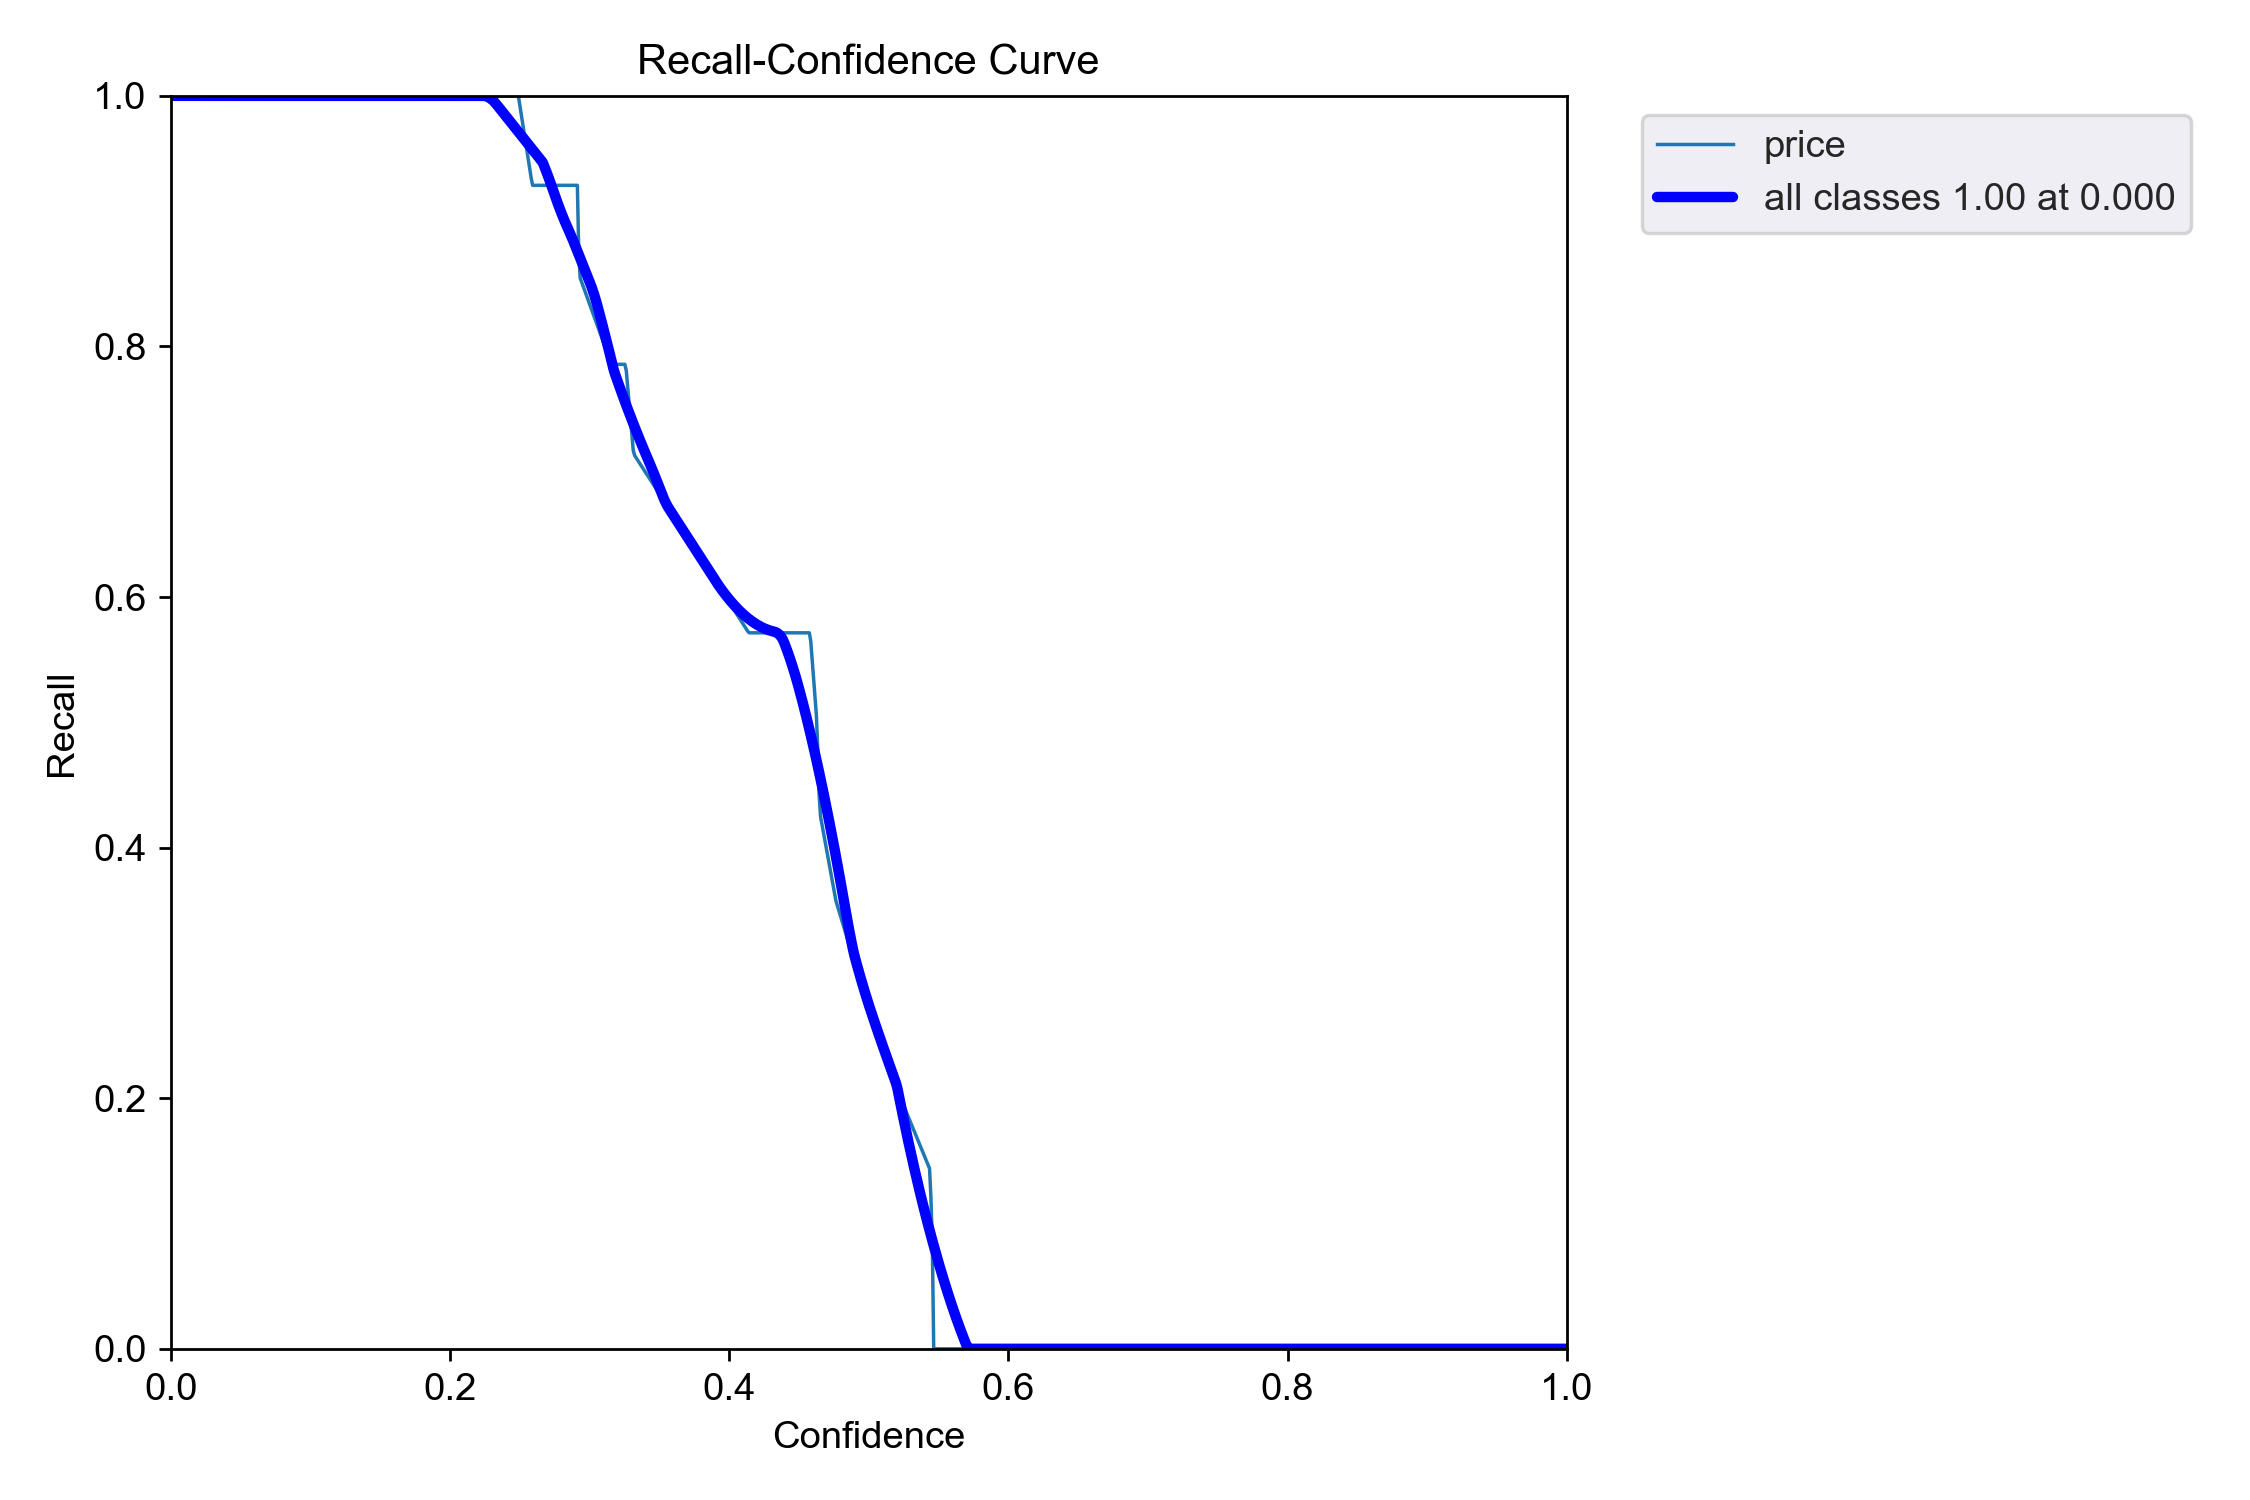 Recall-Confidence Curve
price
all classes 1.00 at 0.000
1.0
0.8
0.6
0.4
0.2
0.0
Recall
0.0 0.2 0.4 0.6 0.8 1.0
Confidence